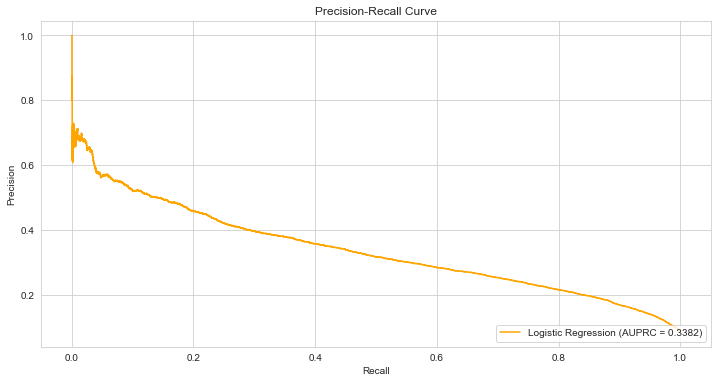 Precision-Recall Curve
1.0
0.8
0.6
0.4
0.2
Precision
0.0 0.2 0.4 0.6 0.8 1.0
Recall
Logistic Regression (AUPRC = 0.3382)